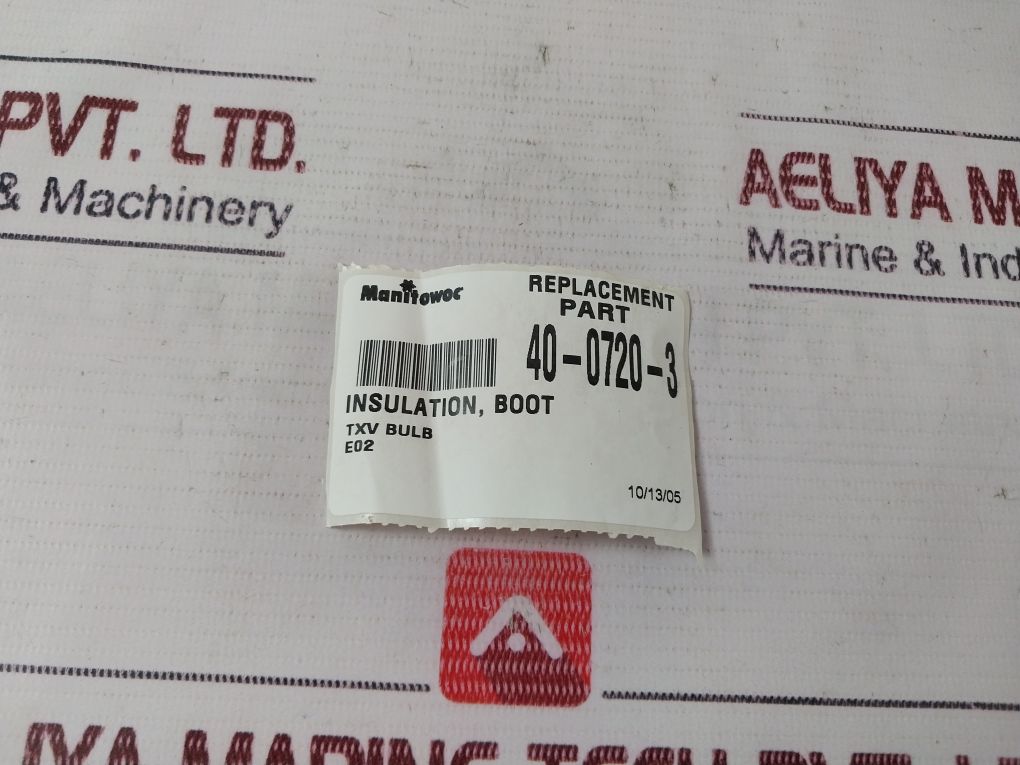 PVT. LTD.
& Machinery
AELIYA M
Marine & Ind
Manitowoc
REPLACEMENT
PART
40-0720-3
INSULATION, BOOT
TXV BULB
E02
10/13/05